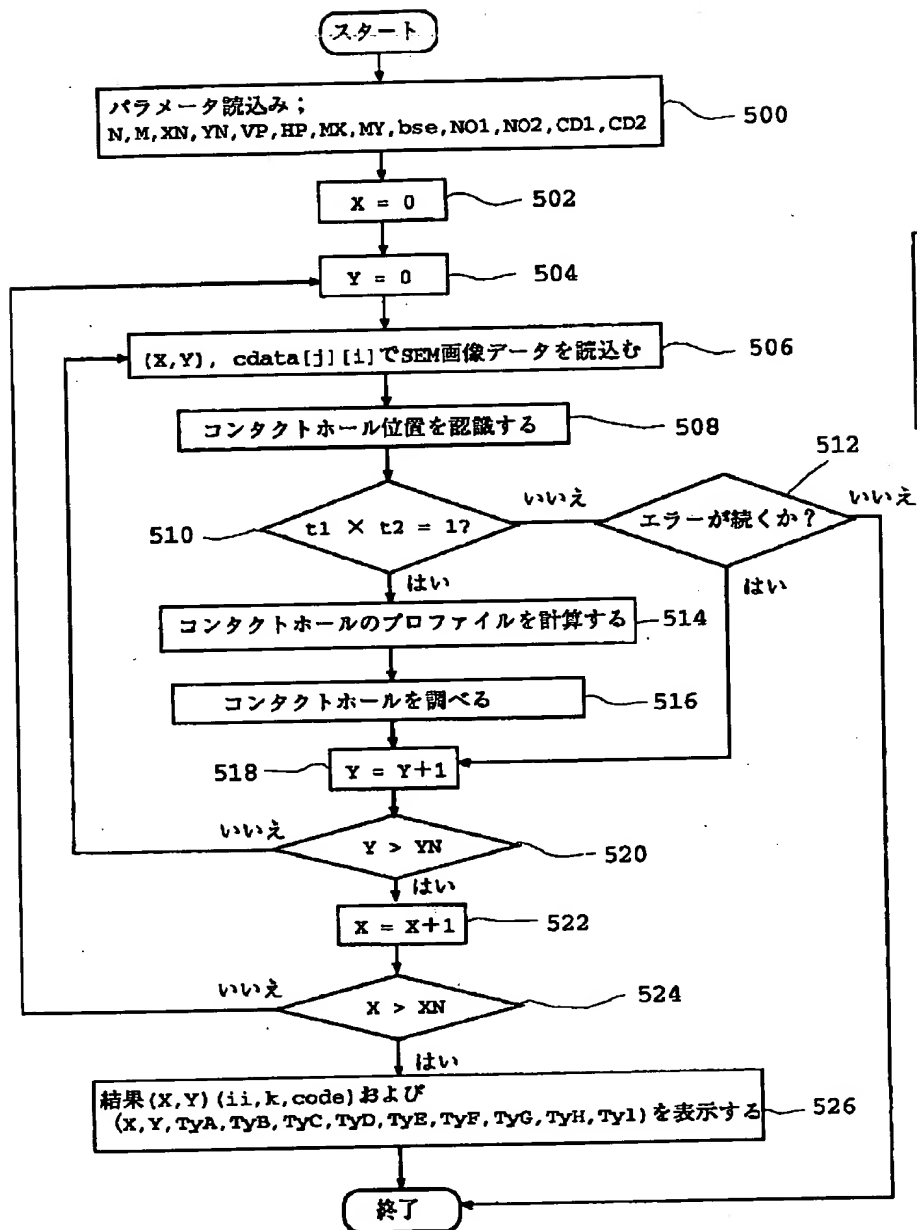 スタート
パラメータ読込み;
N,M,XN,YN,VP,HP,MX,MY,bse,NO1,NO2,CD1,CD2
500
X = 0
502
Y = 0
504
(X,Y), cdata[j][i]でSEM画像データを読込む
506
コンタクトホール位置を認識する
508
512
510
t1 × t2 = 1?
いいえ
エラーが続くか?
いいえ
はい
はい
コンタクトホールのプロファイルを計算する
514
コンタクトホールを調べる
516
518
Y = Y+1
いいえ
Y > YN
520
はい
X = X+1
522
いいえ
X > XN
524
はい
結果(X,Y)(ii,k,code)および
(X,Y,TyA,TyB,TyC,TyD,TyE,TyF,TyG,TyH,Ty1)を表示する
526
終了